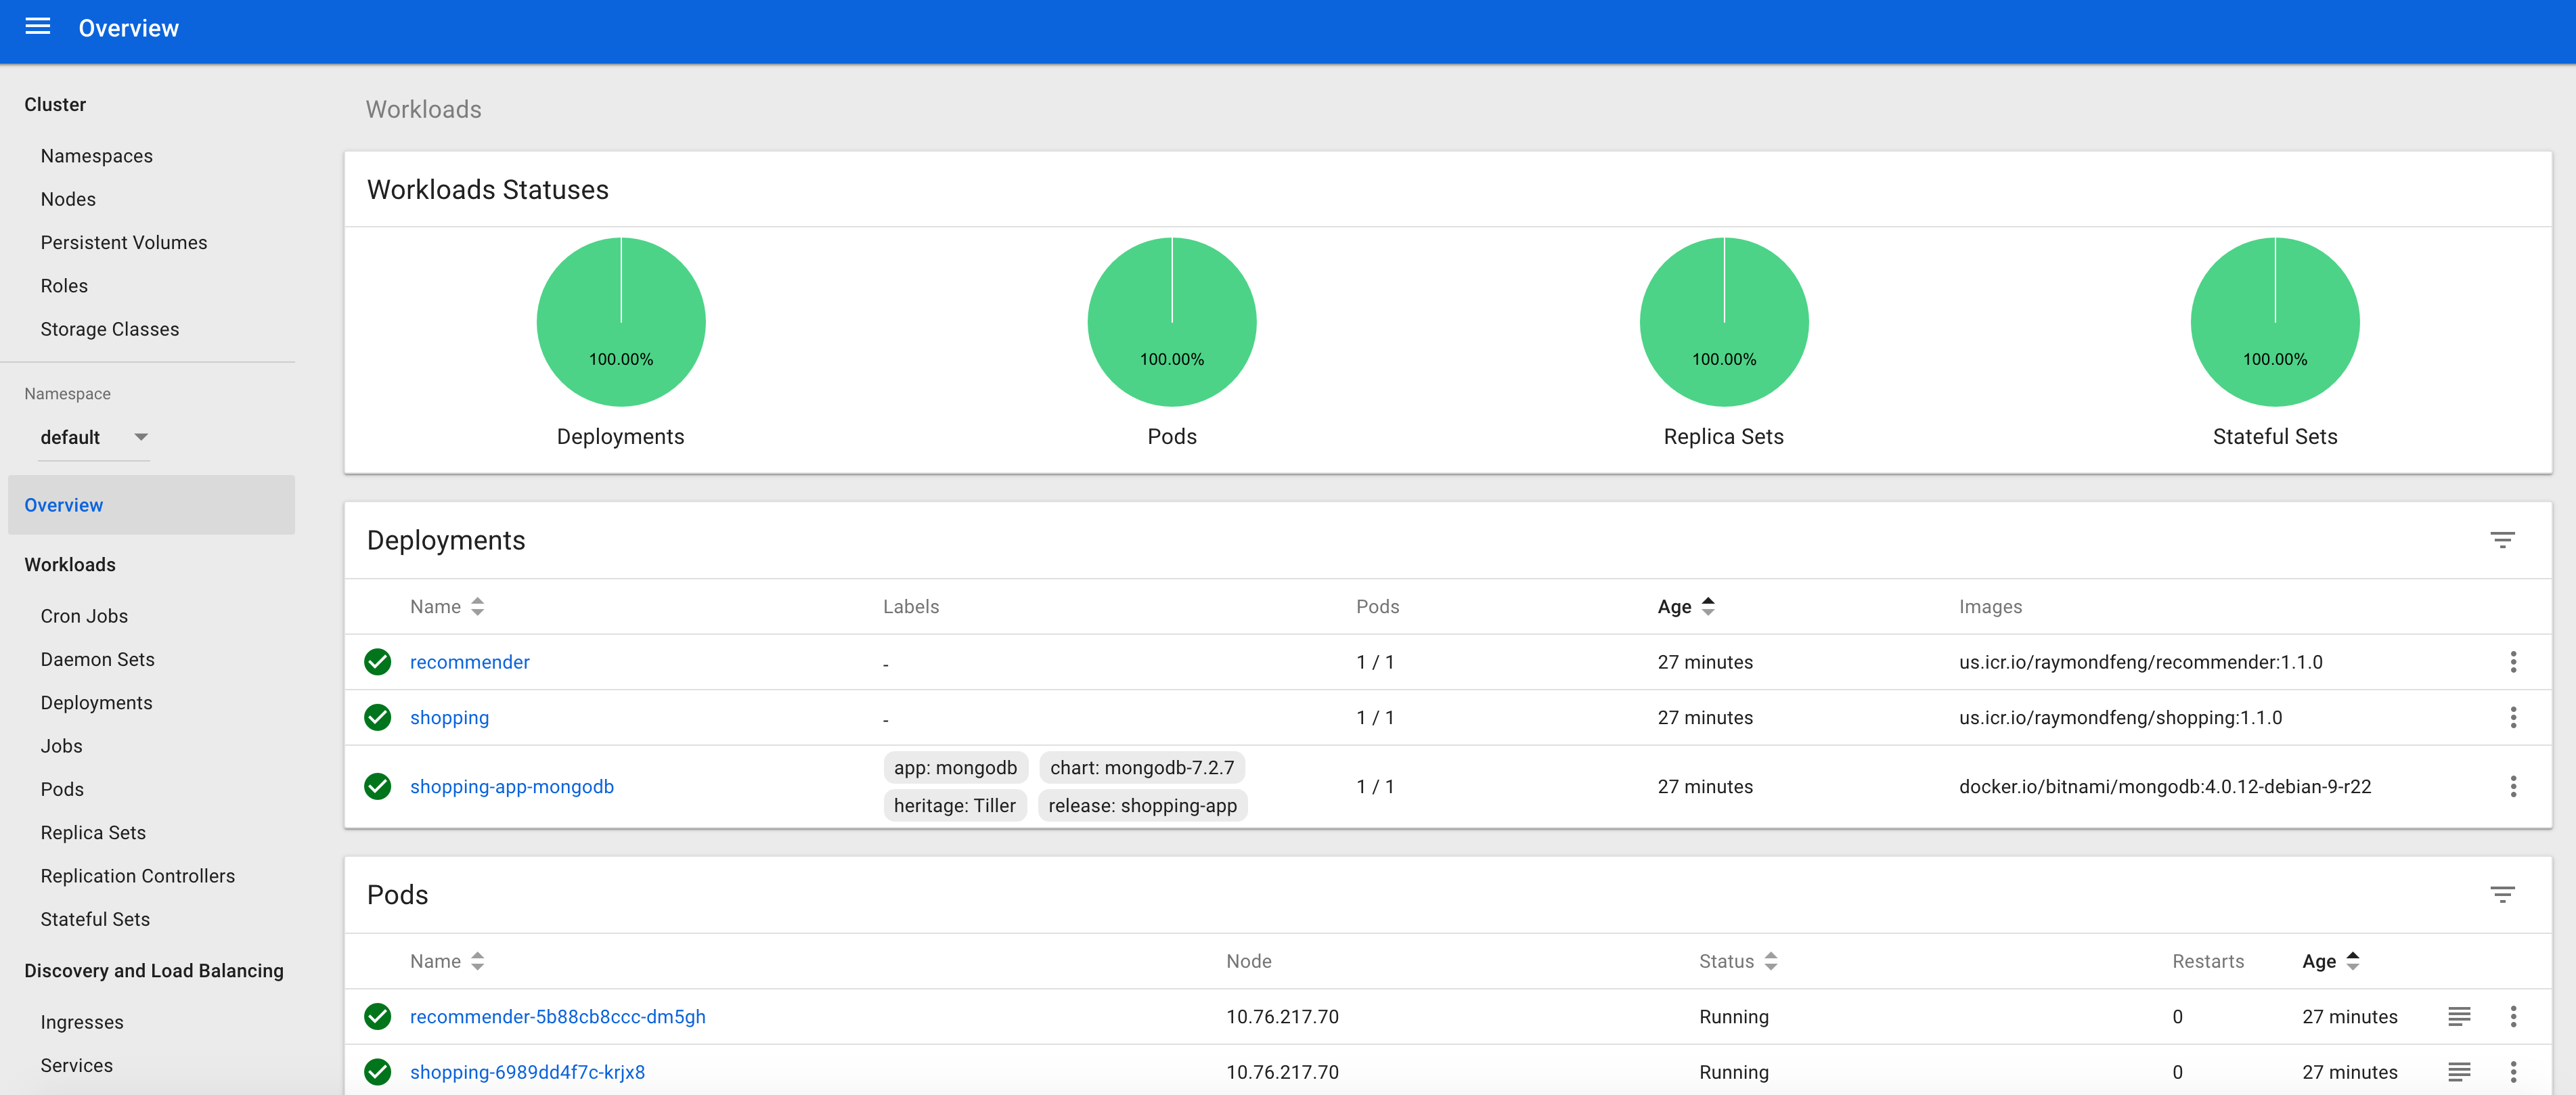 Overview
Cluster
Namespaces
Nodes
Persistent Volumes
Roles
Storage Classes
Namespace
default
Overview
Workloads
Cron Jobs
Daemon Sets
Deployments
Jobs
Pods
Replica Sets
Replication Controllers
Stateful Sets
Discovery and Load Balancing
Ingresses
Services
Workloads
Workloads Statuses
100.00% 100.00% 100.00% 100.00%
Deployments Pods Replica Sets Stateful Sets
Deployments
Name Labels Pods Age Images
recommender - 1 / 1 27 minutes us.icr.io/raymondfeng/recommender:1.1.0
shopping - 1 / 1 27 minutes us.icr.io/raymondfeng/shopping:1.1.0
app: mongodb chart: mongodb-7.2.7
shopping-app-mongodb 1 / 1 27 minutes docker.io/bitnami/mongodb:4.0.12-debian-9-r22
heritage: Tiller release: shopping-app
Pods
Name Node Status Restarts Age
recommender-5b88cb8ccc-dm5gh 10.76.217.70 Running 0 27 minutes
shopping-6989dd4f7c-krjx8 10.76.217.70 Running 0 27 minutes